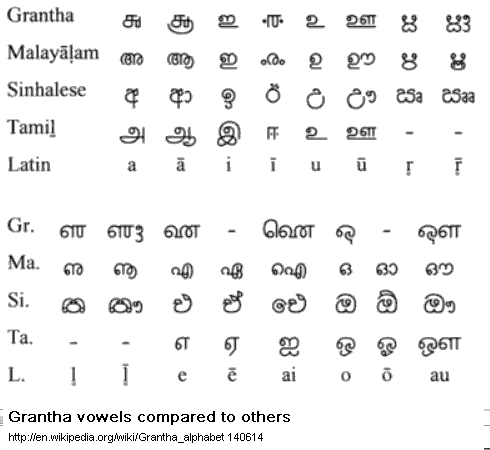 Grantha 𑌅 𑌆 𑌇 𑌈 𑌉 𑌊 𑌋 𑍠
Malayāḷam അ ആ ഇ ൟ ഉ ഊ ഋ ൠ
Sinhalese අ ආ ඉ ඊ උ ඌ ඍ ඎ
Tamiḻ அ ஆ இ ஈ உ ஊ - -
Latin a ā i ī u ū ṛ ṝ
Gr. 𑌌 𑍡 𑌏 - 𑌐 𑌓 - 𑌔
Ma. ഌ ൡ എ ഏ ഐ ഒ ഓ ഔ
Si. ඏ ඐ එ ඒ ඓ ඔ ඕ ඖ
Ta. - - எ ஏ ஐ ஒ ஓ ஔ
L. ḷ ḹ e ē ai o ō au
Grantha vowels compared to others
http://en.wikipedia.org/wiki/Grantha_alphabet 140614